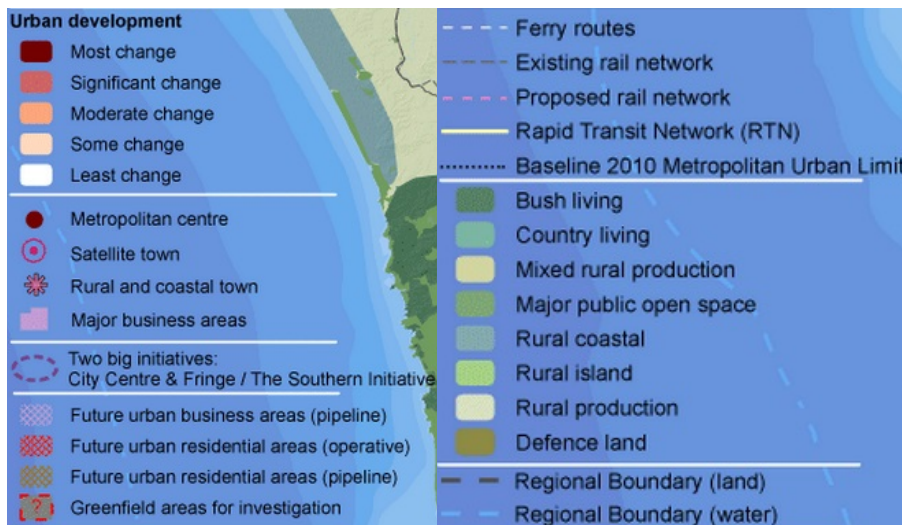 Urban development
Most change
Significant change
Moderate change
Some change
Least change
Metropolitan centre
Satellite town
Rural and coastal town
Major business areas
Two big initiatives:
City Centre & Fringe / The Southern Initiative
Future urban business areas (pipeline)
Future urban residential areas (operative)
Future urban residential areas (pipeline)
?
Greenfield areas for investigation
Ferry routes
Existing rail network
Proposed rail network
Rapid Transit Network (RTN)
Baseline 2010 Metropolitan Urban Limit
Bush living
Country living
Mixed rural production
Major public open space
Rural coastal
Rural island
Rural production
Defence land
Regional Boundary (land)
Regional Boundary (water)